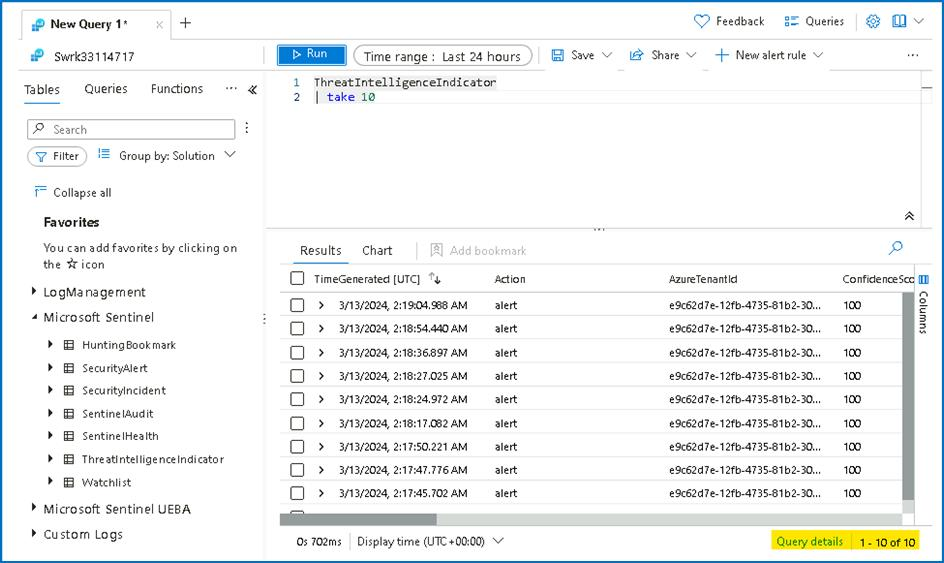 New Query 1*
Feedback
Queries
Swrk33114717
Run
Time range : Last 24 hours
Save
Share
New alert rule
Tables
Queries
Functions
Search
Filter
Group by: Solution
Collapse all
Favorites
You can add favorites by clicking on
the ☆ icon
LogManagement
Microsoft Sentinel
HuntingBookmark
SecurityAlert
SecurityIncident
SentinelAudit
SentinelHealth
ThreatIntelligenceIndicator
Watchlist
Microsoft Sentinel UEBA
Custom Logs
1 ThreatIntelligenceIndicator
2 | take 10
Results
Chart
Add bookmark
TimeGenerated [UTC] Action AzureTenantId ConfidenceSco
3/13/2024, 2:19:04.988 AM alert e9c62d7e-12fb-4735-81b2-30... 100
3/13/2024, 2:18:54.440 AM alert e9c62d7e-12fb-4735-81b2-30... 100
3/13/2024, 2:18:36.897 AM alert e9c62d7e-12fb-4735-81b2-30... 100
3/13/2024, 2:18:27.025 AM alert e9c62d7e-12fb-4735-81b2-30... 100
3/13/2024, 2:18:24.972 AM alert e9c62d7e-12fb-4735-81b2-30... 100
3/13/2024, 2:18:17.082 AM alert e9c62d7e-12fb-4735-81b2-30... 100
3/13/2024, 2:17:50.221 AM alert e9c62d7e-12fb-4735-81b2-30... 100
3/13/2024, 2:17:47.776 AM alert e9c62d7e-12fb-4735-81b2-30... 100
3/13/2024, 2:17:45.702 AM alert e9c62d7e-12fb-4735-81b2-30... 100
Columns
0s 702ms
Display time (UTC+00:00)
Query details
1 - 10 of 10